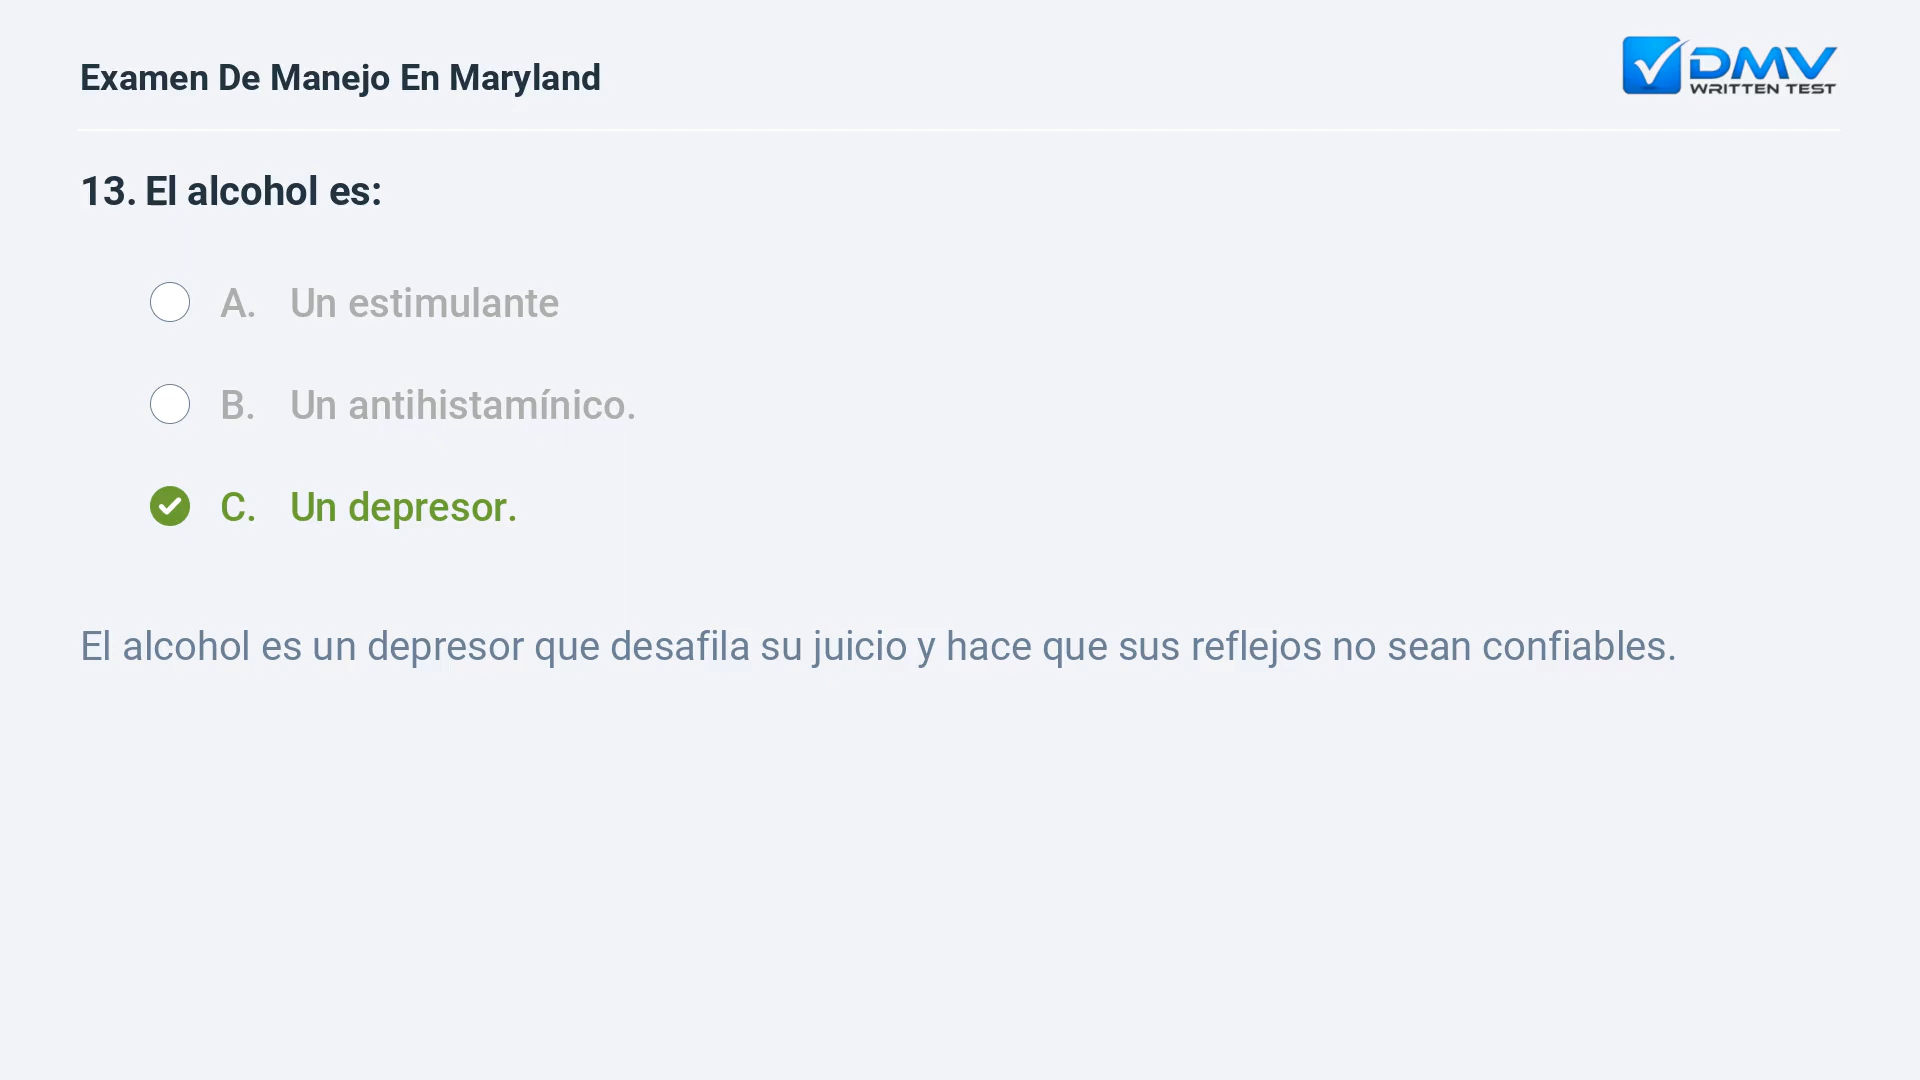 Examen De Manejo En Maryland
DMV
WRITTEN TEST
13. El alcohol es:
A. Un estimulante
B. Un antihistamínico.
C. Un depresor.
El alcohol es un depresor que desafila su juicio y hace que sus reflejos no sean confiables.